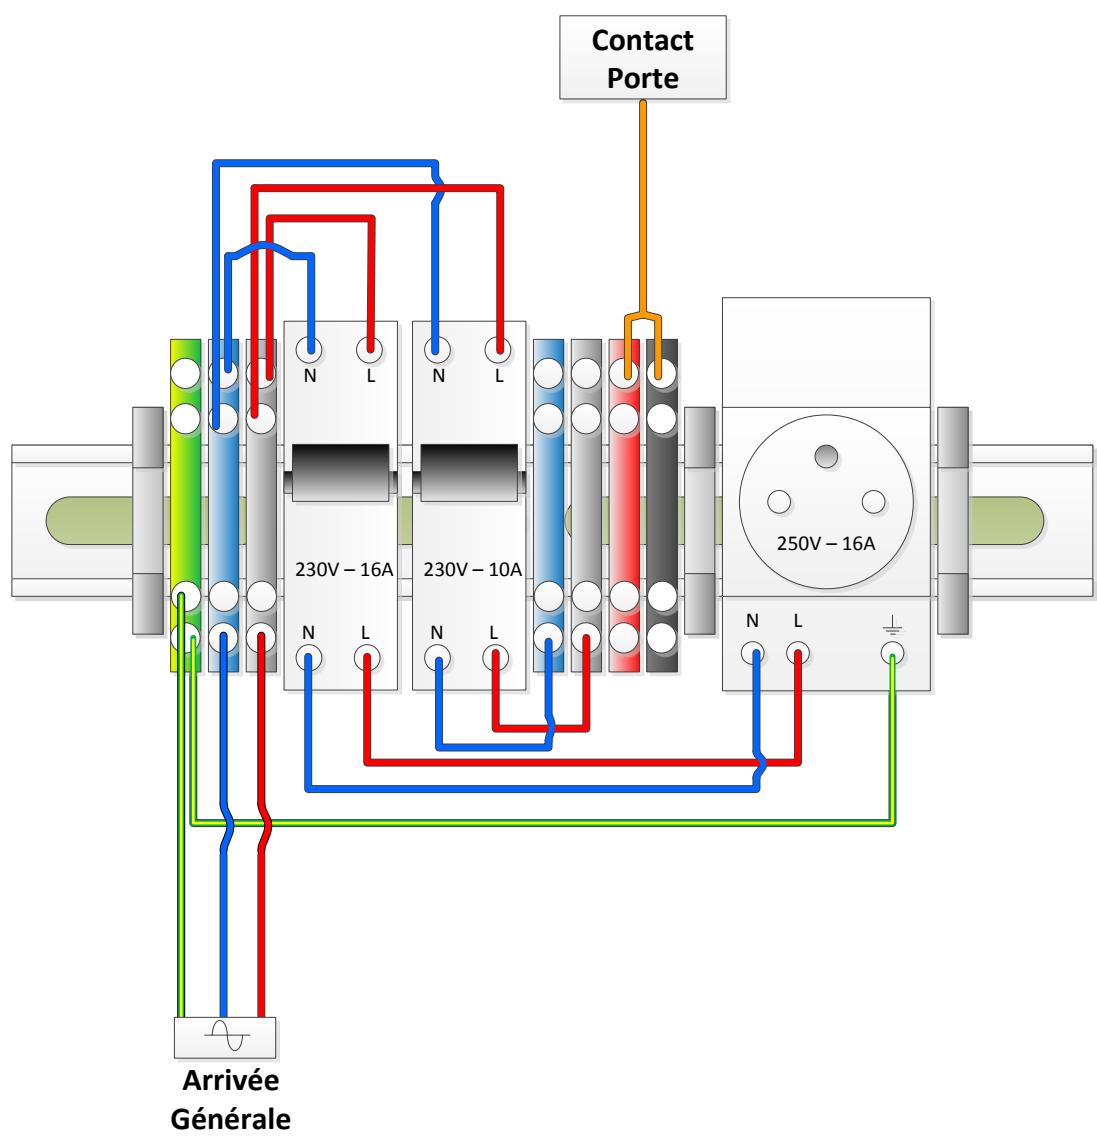 Contact
Porte
N L N L
230V – 16A 230V – 10A 250V – 16A
N L N L N L
Arrivée
Générale